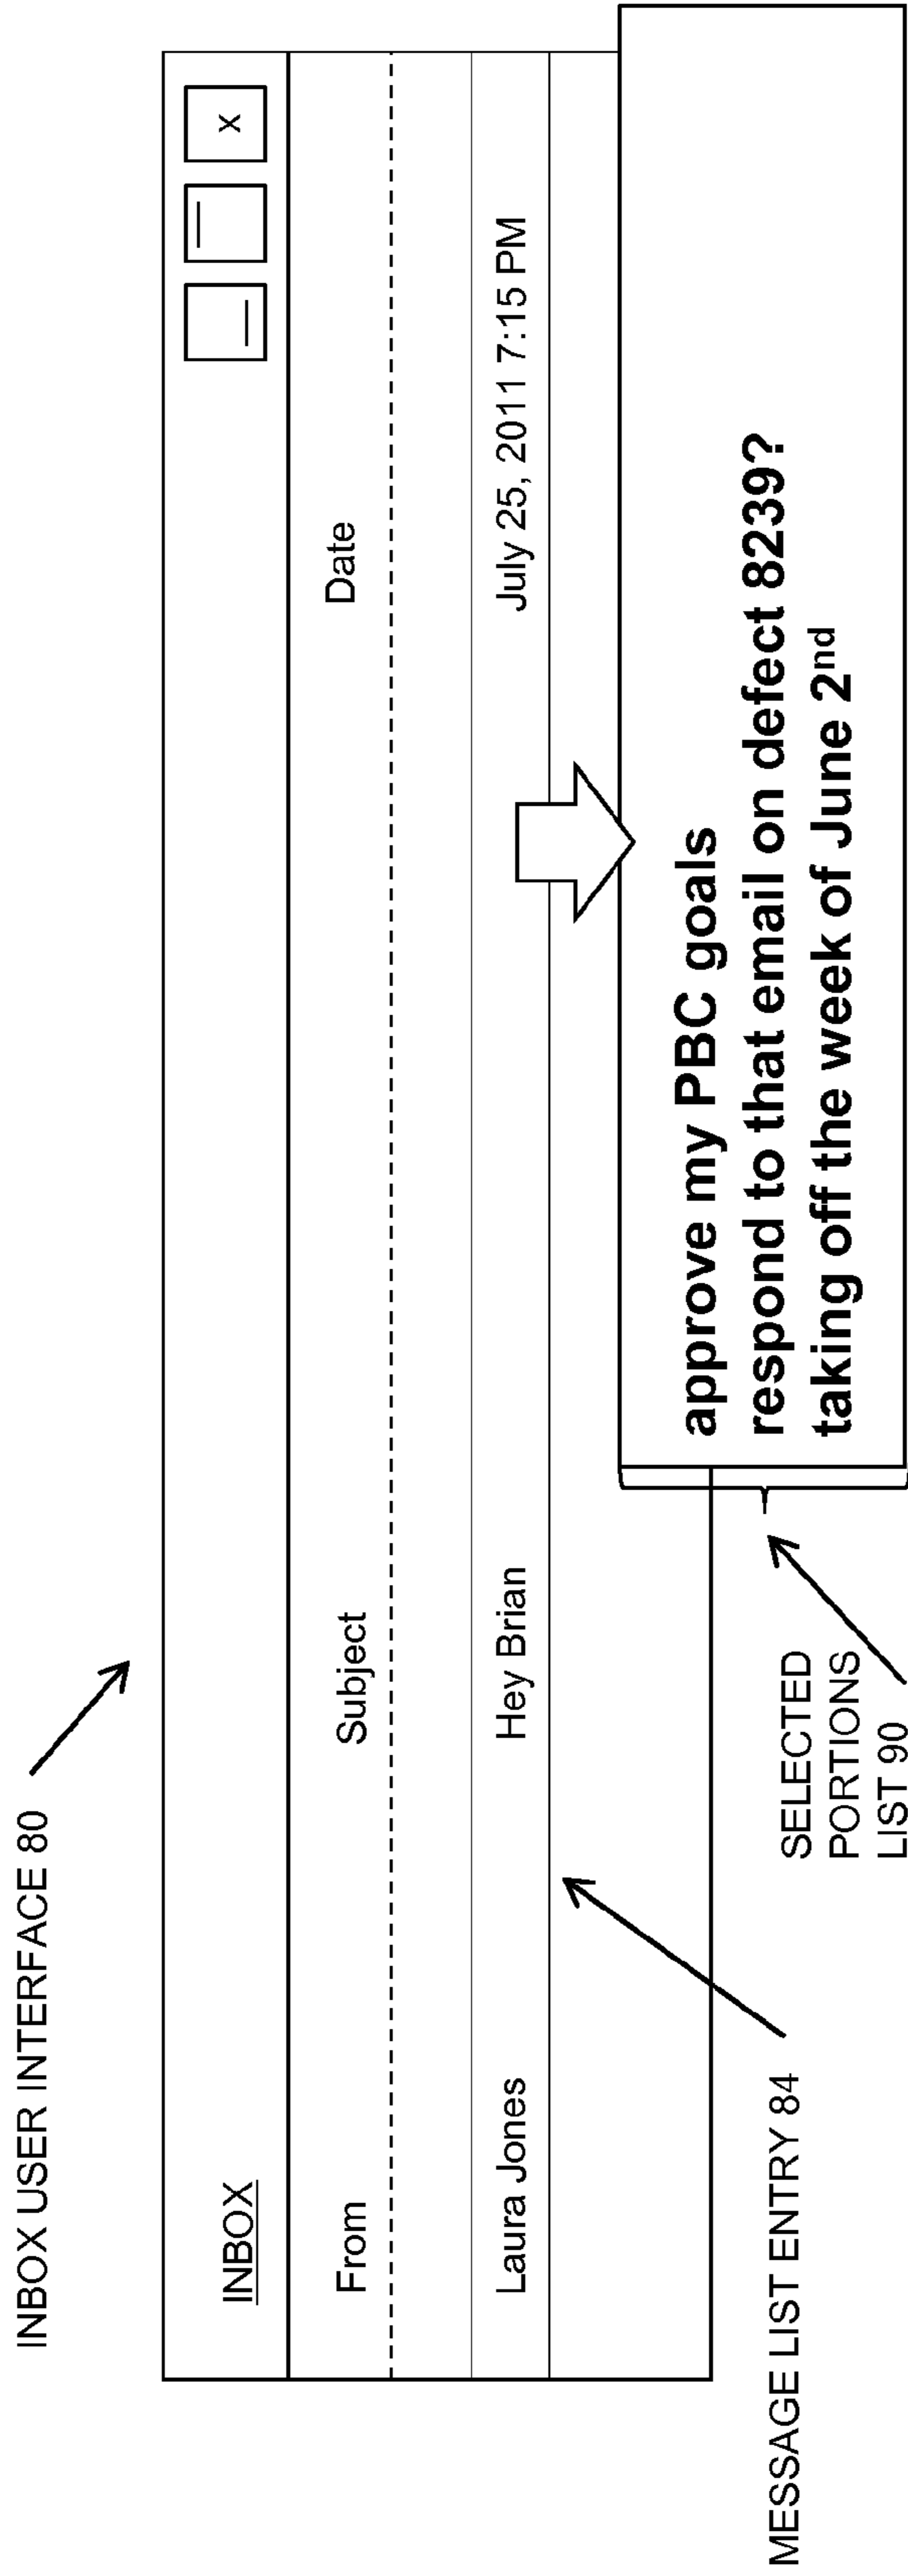 INBOX USER INTERFACE 80
INBOX
X
From Subject Date
Laura Jones Hey Brian July 25, 2011 7:15 PM
approve my PBC goals
respond to that email on defect 8239?
taking off the week of June 2nd
MESSAGE LIST ENTRY 84
SELECTED
PORTIONS
LIST 90